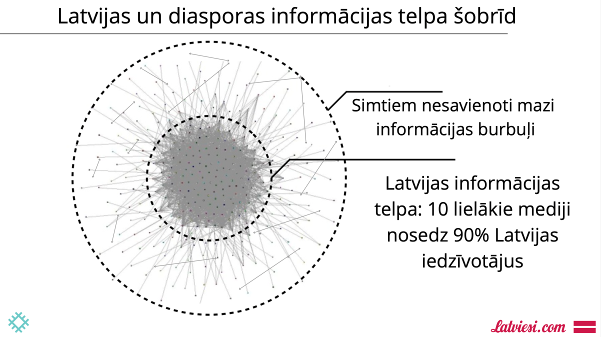 Latvijas un diasporas informācijas telpa šobrīd
Simtiem nesavienoti mazi
informācijas burbuļi
Latvijas informācijas
telpa: 10 lielākie mediji
nosedz 90% Latvijas
iedzīvotājus
Latviesi.com